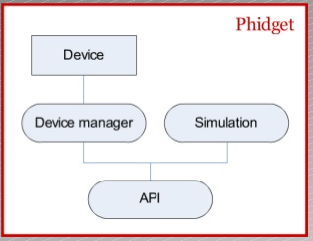 Phidget
Device
Device manager
Simulation
API